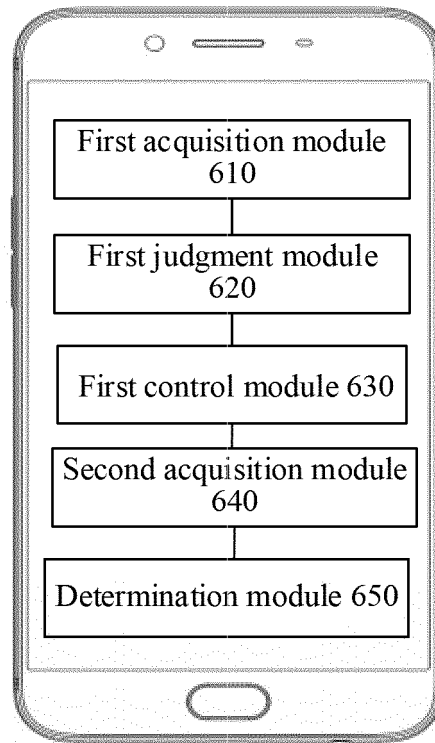 First acquisition module
610
First judgment module
620
First control module 630
Second acquisition module
640
Determination module 650